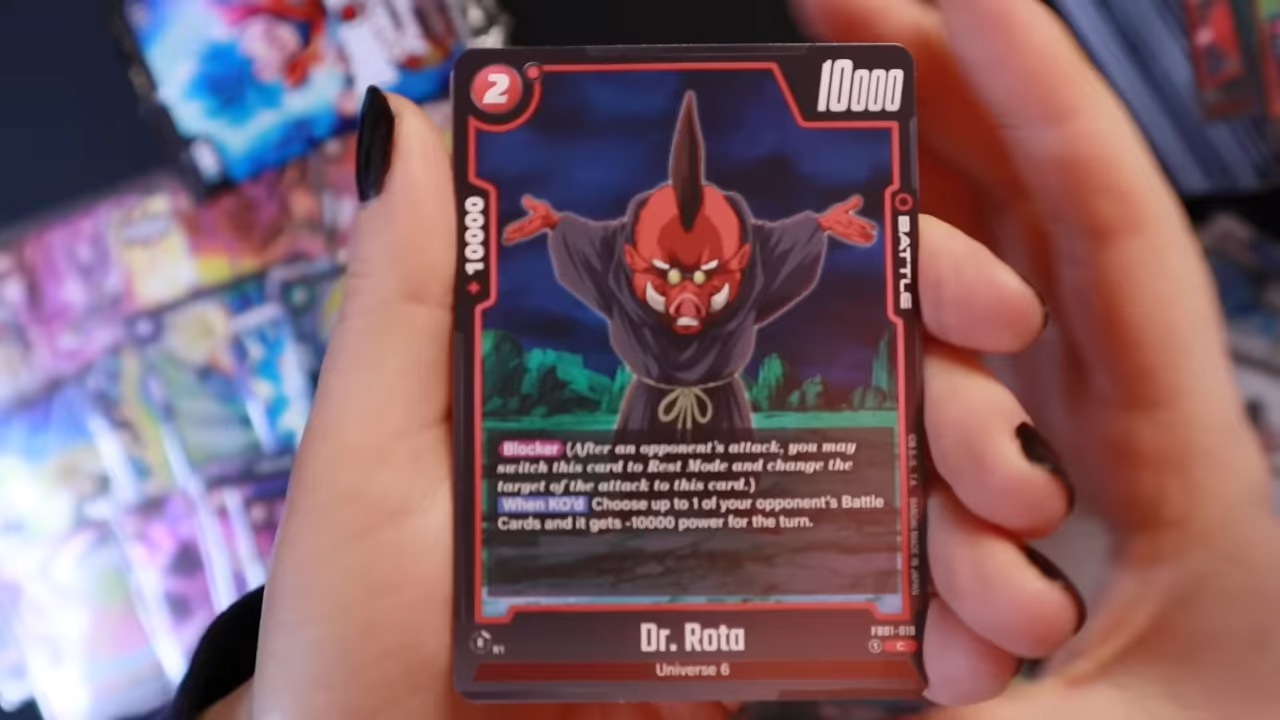 2
10000
+ 10000
BATTLE
Blocker (After an opponent's attack, you may
switch this card to Rest Mode and change the
target of the attack to this card.)
When KO'd Choose up to 1 of your opponent's Battle
Cards and it gets -10000 power for the turn.
Dr. Rota
Universe 6
C